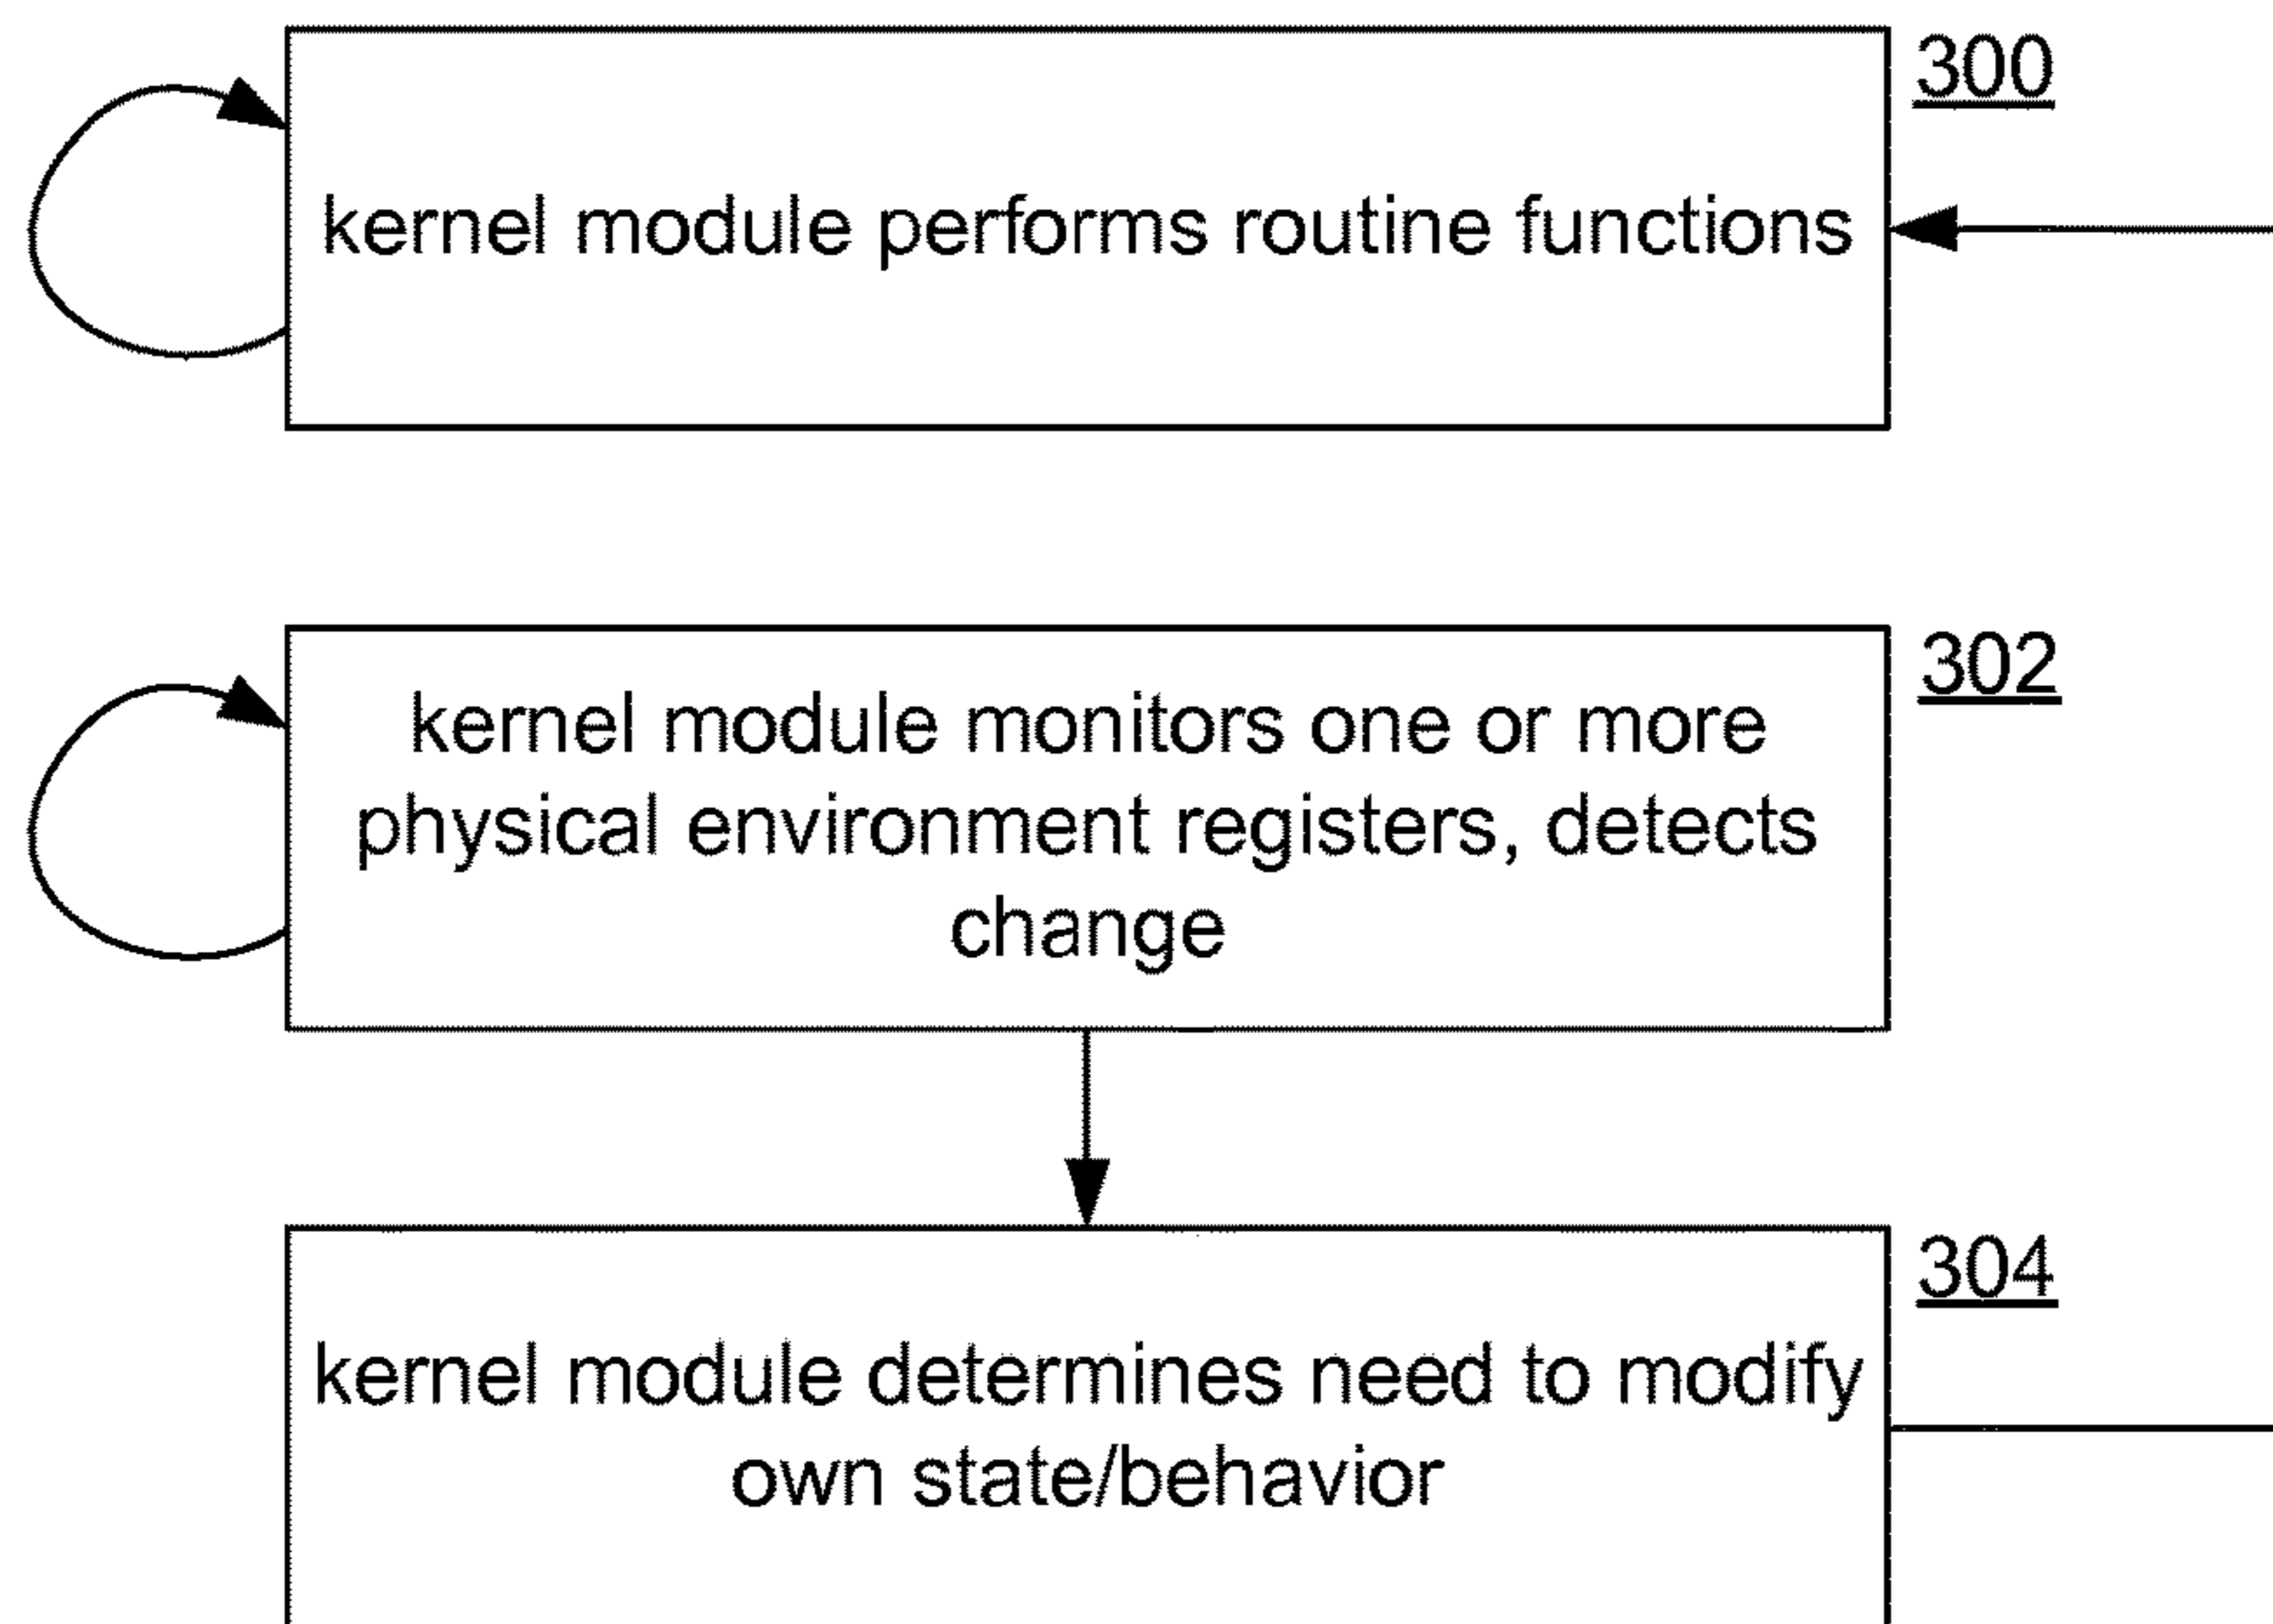 300
kernel module performs routine functions
302
kernel module monitors one or more
physical environment registers, detects
change
304
kernel module determines need to modify
own state/behavior